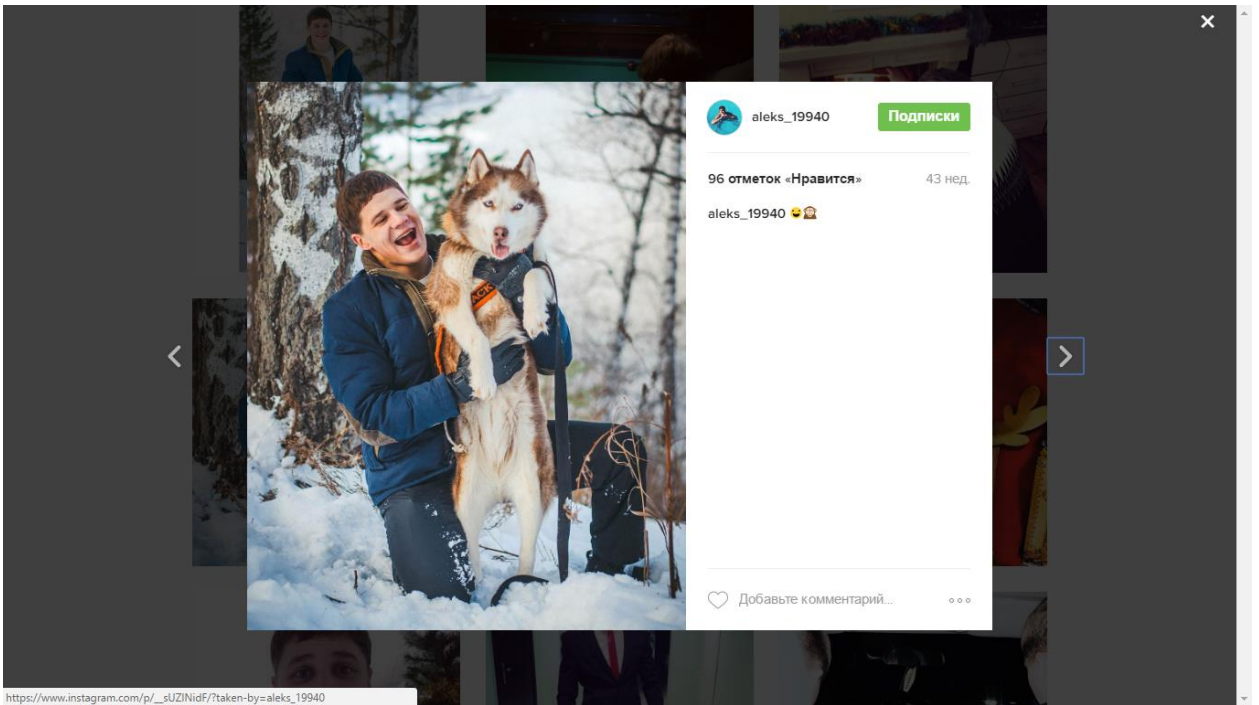 aleks_19940
Подписки
96 отметок «Нравится»
43 нед.
aleks_19940 😄🙈
Добавьте комментарий...
https://www.instagram.com/p/__sUZINidF/?taken-by=aleks_19940